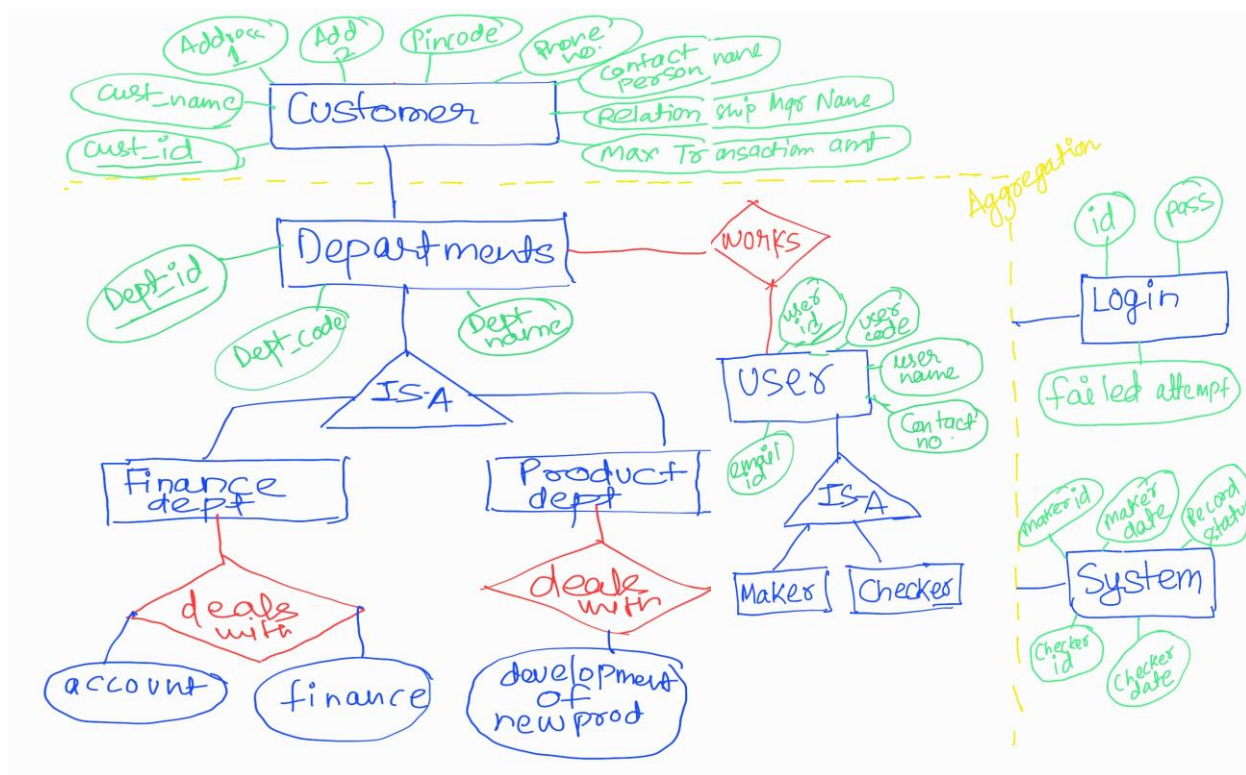 Address
1
Add
2
Pincode
Phone
no.
Contact
person name
cust_name
Customer
Relation ship Mgr Name
cust_id
Max Transaction amt
Aggregation
id
pass
Departments
works
Login
Dept_id
Dept_code
Dept
name
user
id
user
code
user
name
failed attempt
IS-A
User
Contact
no.
email
id
Finance
dept
Product
dept
IS-A
Maker id
Maker
date
Record
status
System
deals
with
deals
with
Maker
Checker
Checker
id
Checker
date
account
finance
development
of
new prod